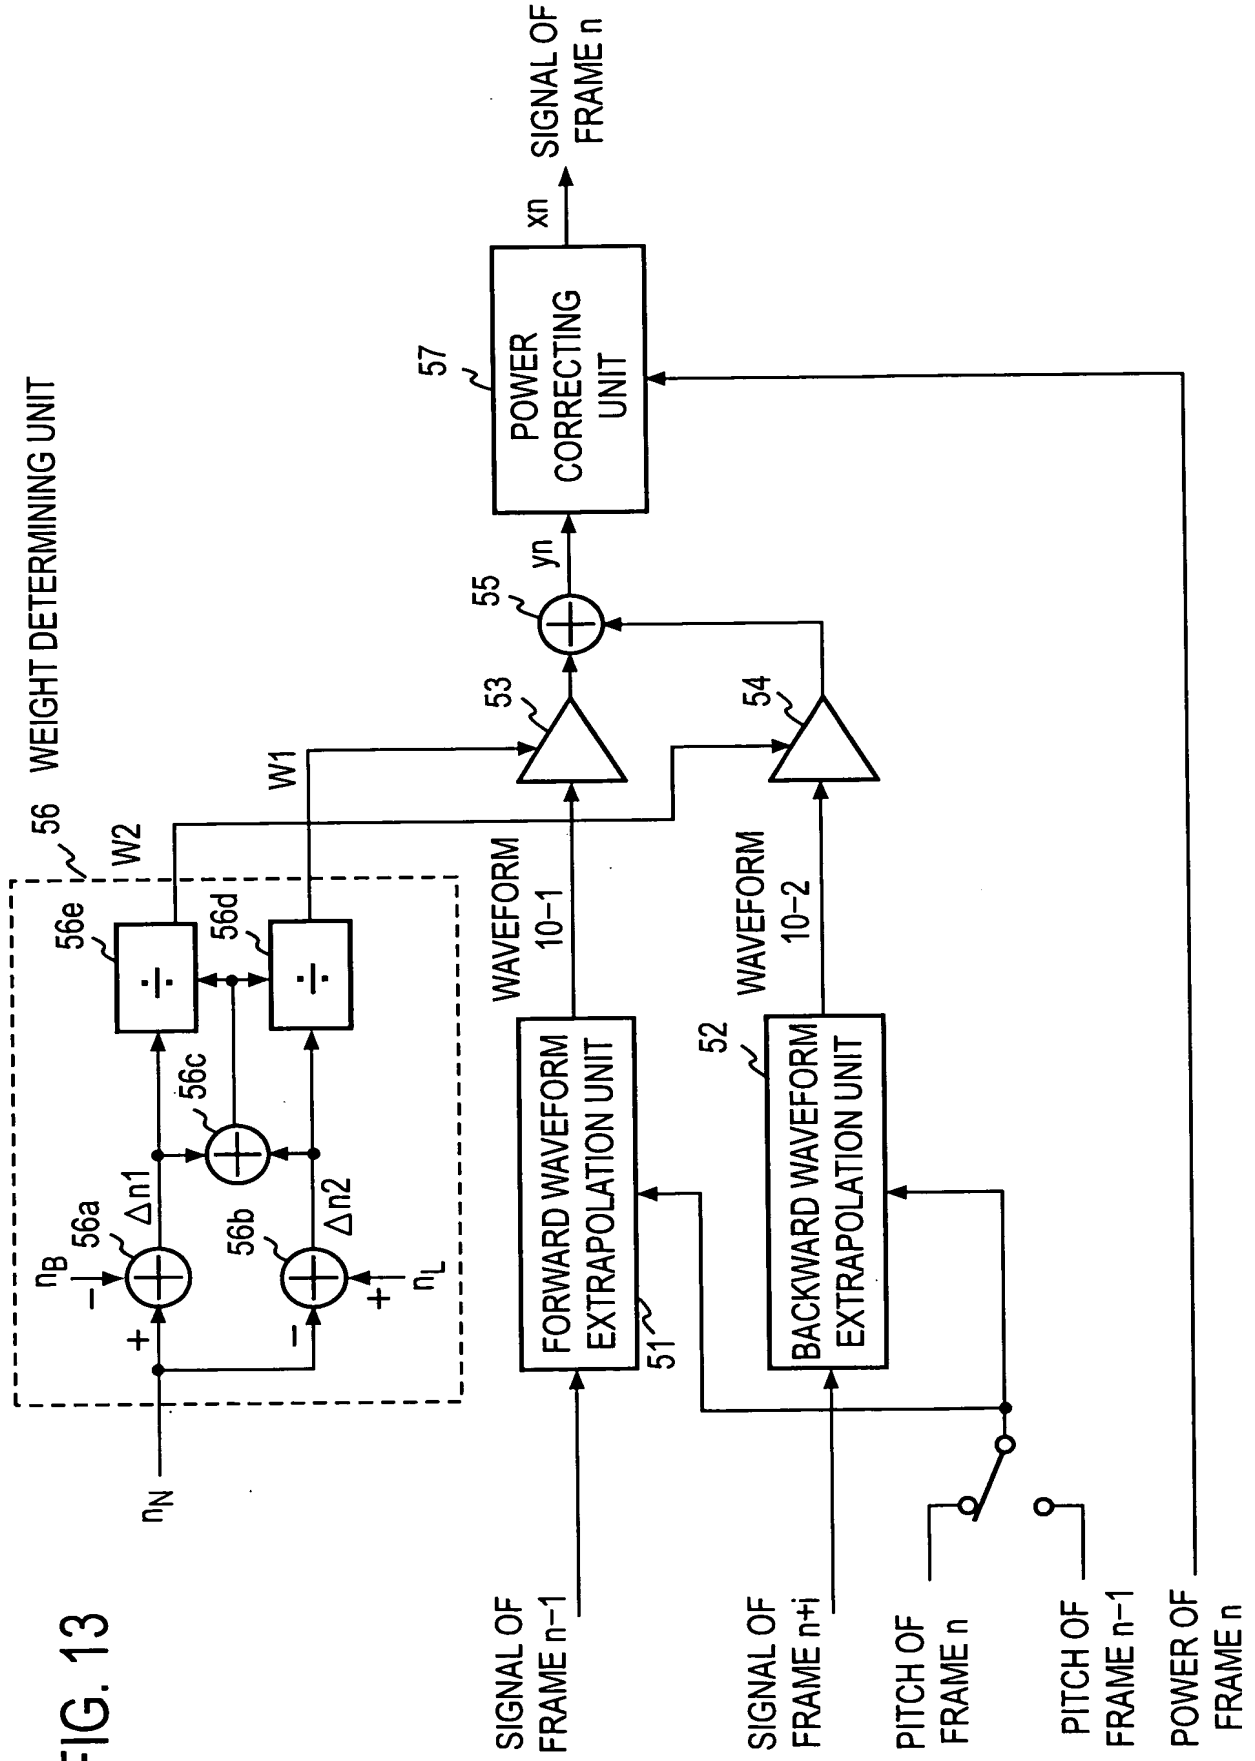 FIG. 13
56 WEIGHT DETERMINING UNIT
nN
nB
−
+
56a
Δn1
56e
÷
W2
56c
−
+
nL
56b
Δn2
56d
÷
W1
SIGNAL OF
FRAME n−1
FORWARD WAVEFORM
EXTRAPOLATION UNIT
51
WAVEFORM
10−1
53
55
yn
57
POWER
CORRECTING
UNIT
xn
SIGNAL OF
FRAME n
SIGNAL OF
FRAME n+i
52
BACKWARD WAVEFORM
EXTRAPOLATION UNIT
WAVEFORM
10−2
54
PITCH OF
FRAME n
PITCH OF
FRAME n−1
POWER OF
FRAME n